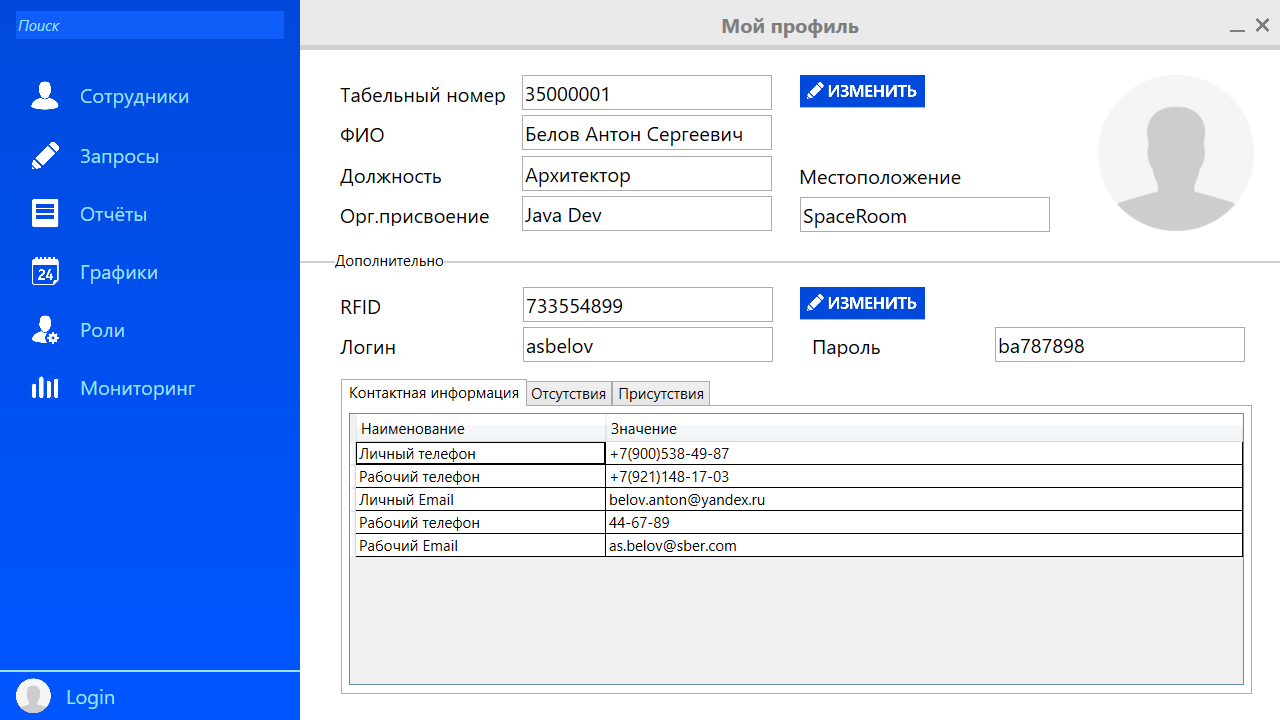 Поиск
Сотрудники
Запросы
Отчёты
24
Графики
Роли
Мониторинг
Login
Мой профиль
Табельный номер 35000001 ИЗМЕНИТЬ
ФИО Белов Антон Сергеевич
Должность Архитектор Местоположение
Орг.присвоение Java Dev SpaceRoom
Дополнительно
RFID 733554899 ИЗМЕНИТЬ
Логин asbelov Пароль ba787898
Контактная информация Отсутствия Присутствия
Наименование Значение
Личный телефон +7(900)538-49-87
Рабочий телефон +7(921)148-17-03
Личный Email belov.anton@yandex.ru
Рабочий телефон 44-67-89
Рабочий Email as.belov@sber.com